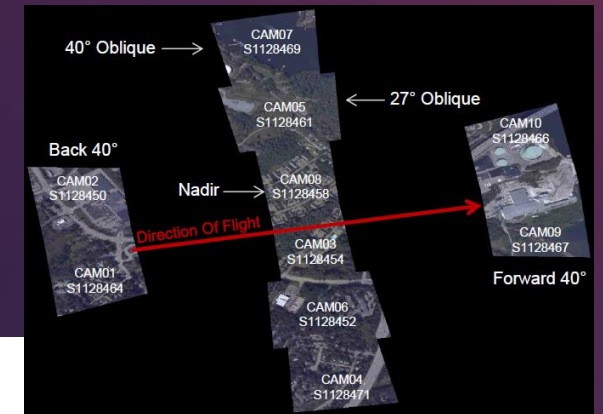 CAM07
S1128469
40° Oblique
CAM05
S1128461
27° Oblique
CAM10
S1128466
Back 40°
CAM02
S1128450
Nadir
CAM08
S1128458
Direction Of Flight
CAM03
S1128454
CAM09
S1128467
CAM01
S1128464
Forward 40°
CAM06
S1128452
CAM04
S1128471